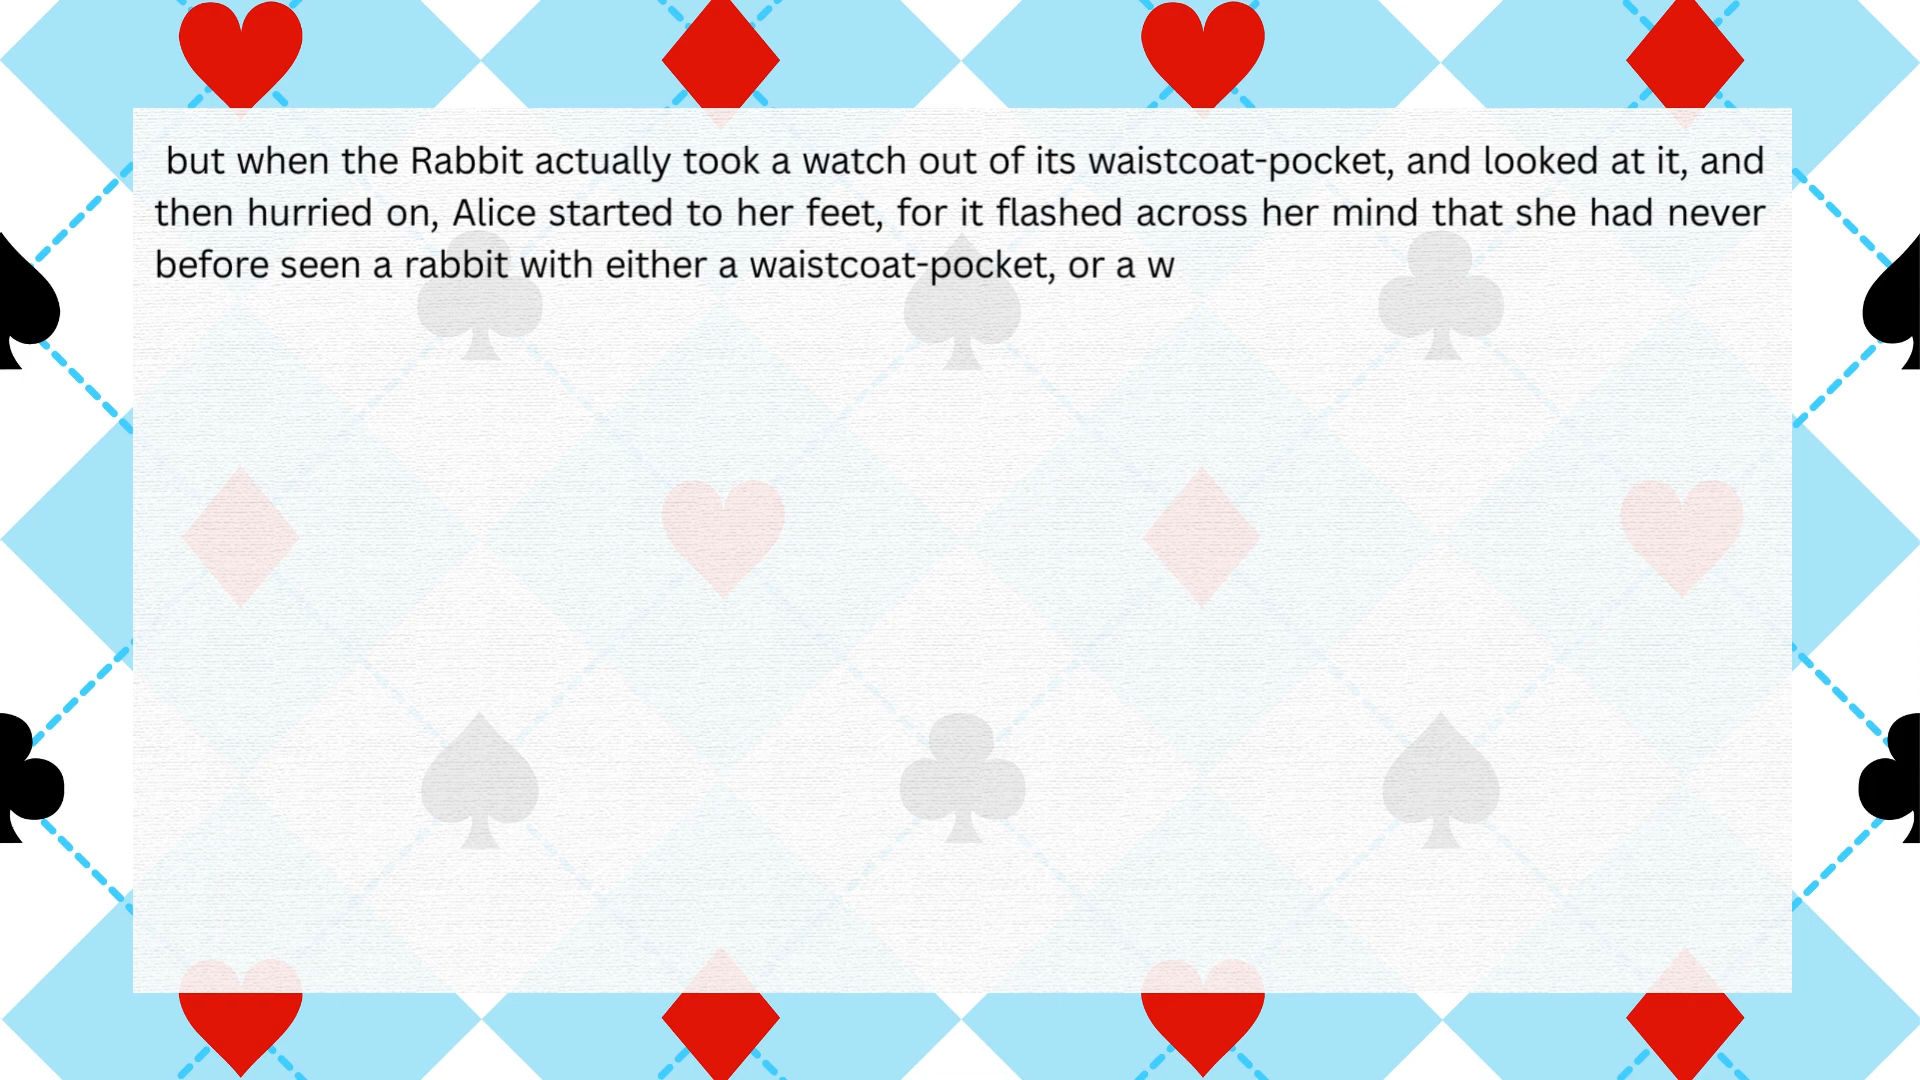 but when the Rabbit actually took a watch out of its waistcoat-pocket, and looked at it, and
then hurried on, Alice started to her feet, for it flashed across her mind that she had never
before seen a rabbit with either a waistcoat-pocket, or a w